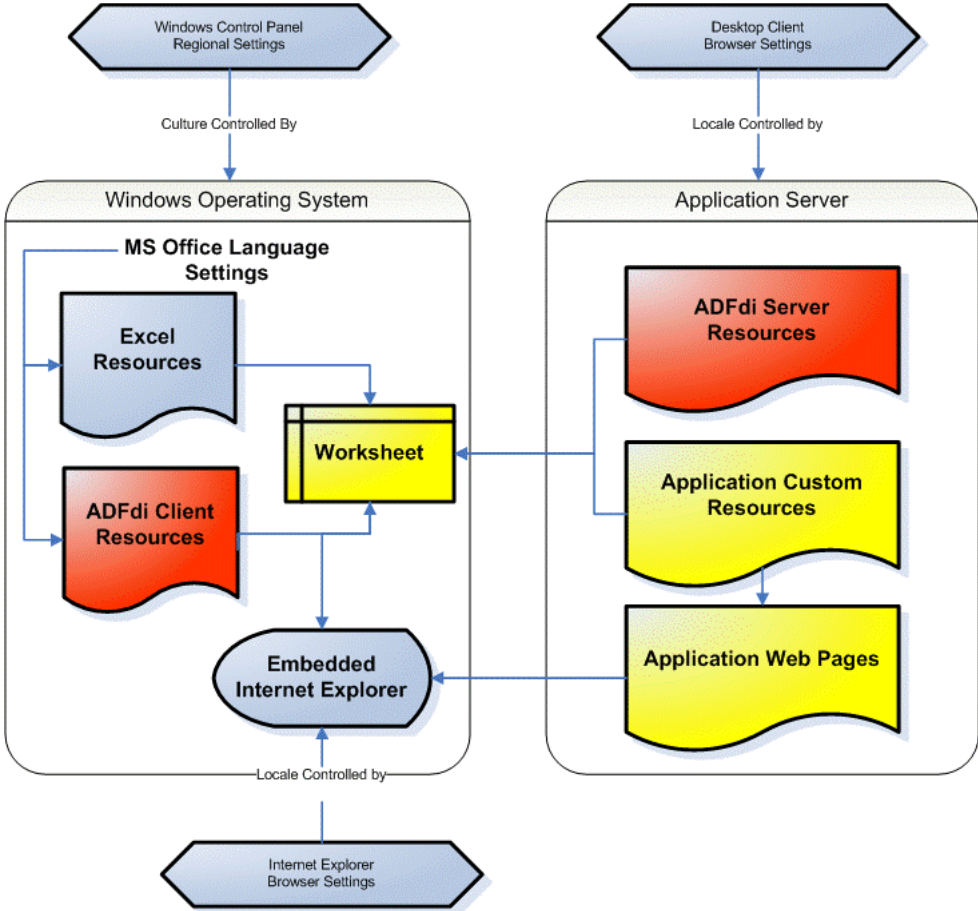 Windows Control Panel
Regional Settings
Desktop Client
Browser Settings
Culture Controlled By
Locale Controlled by
Windows Operating System
Application Server
MS Office Language
Settings
Excel
Resources
ADFdi Server
Resources
Worksheet
Application Custom
Resources
ADFdi Client
Resources
Embedded
Internet Explorer
Application Web Pages
Locale Controlled by
Internet Explorer
Browser Settings